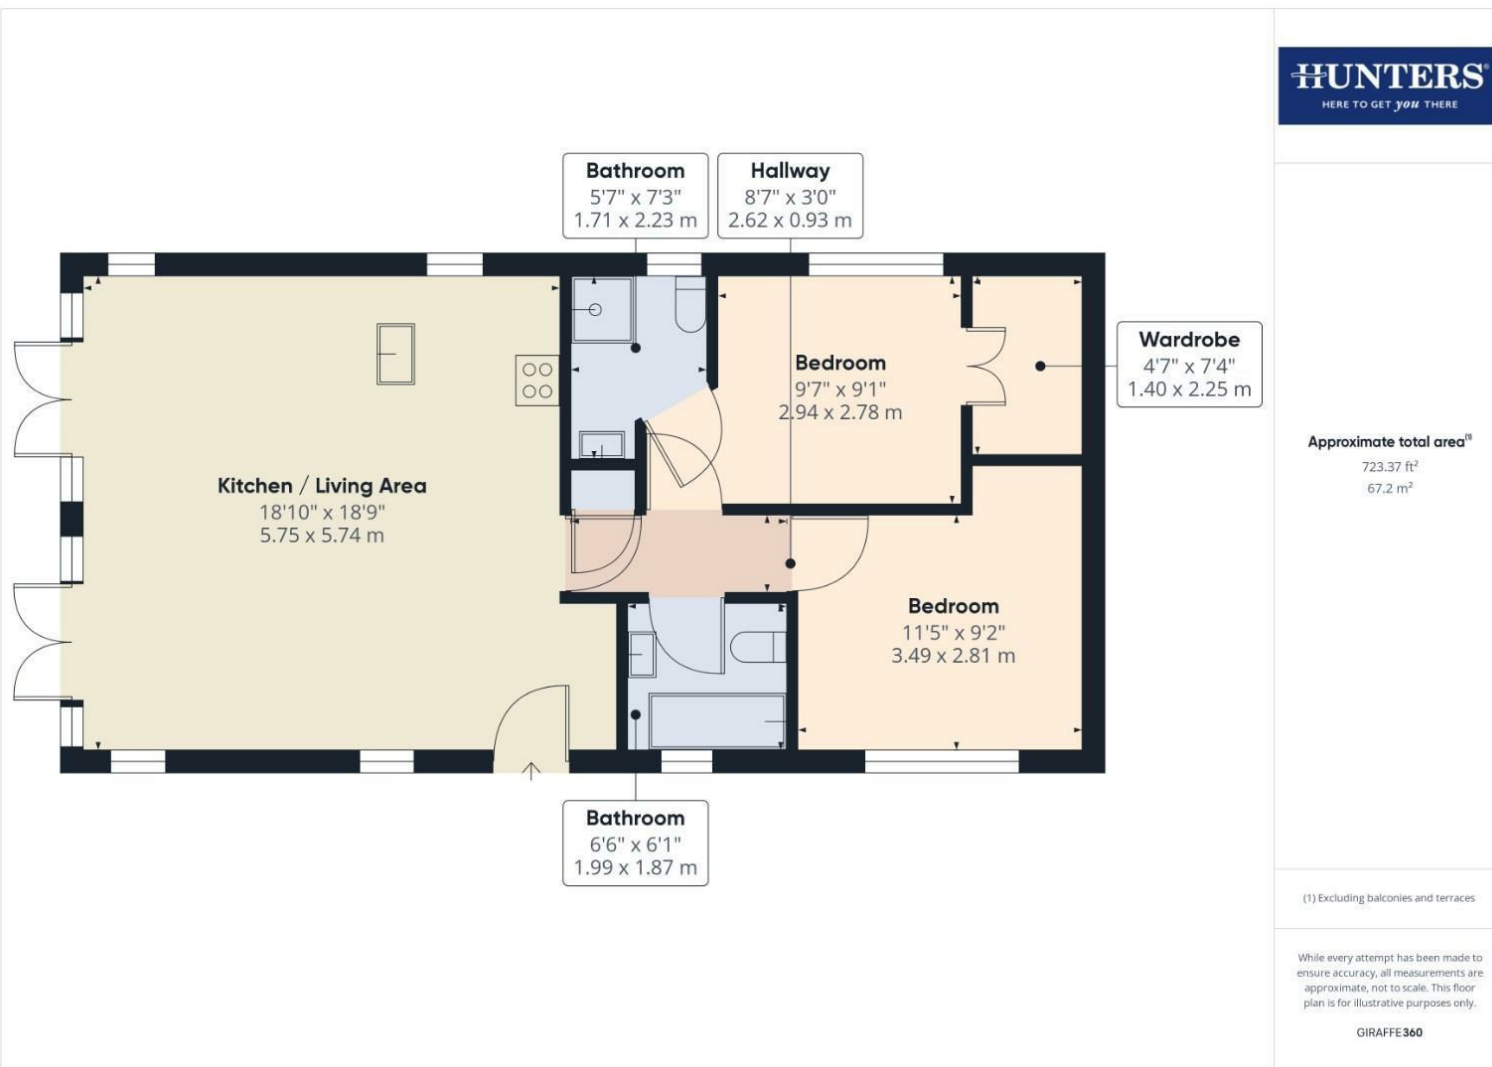 HUNTERS®
HERE TO GET you THERE
Bathroom
5'7" x 7'3"
1.71 x 2.23 m
Hallway
8'7" x 3'0"
2.62 x 0.93 m
Wardrobe
4'7" x 7'4"
1.40 x 2.25 m
Bedroom
9'7" x 9'1"
2.94 x 2.78 m
Kitchen / Living Area
18'10" x 18'9"
5.75 x 5.74 m
Bedroom
11'5" x 9'2"
3.49 x 2.81 m
Bathroom
6'6" x 6'1"
1.99 x 1.87 m
Approximate total area⁽¹⁾
723.37 ft²
67.2 m²
(1) Excluding balconies and terraces
While every attempt has been made to
ensure accuracy, all measurements are
approximate, not to scale. This floor
plan is for illustrative purposes only.
GIRAFFE360